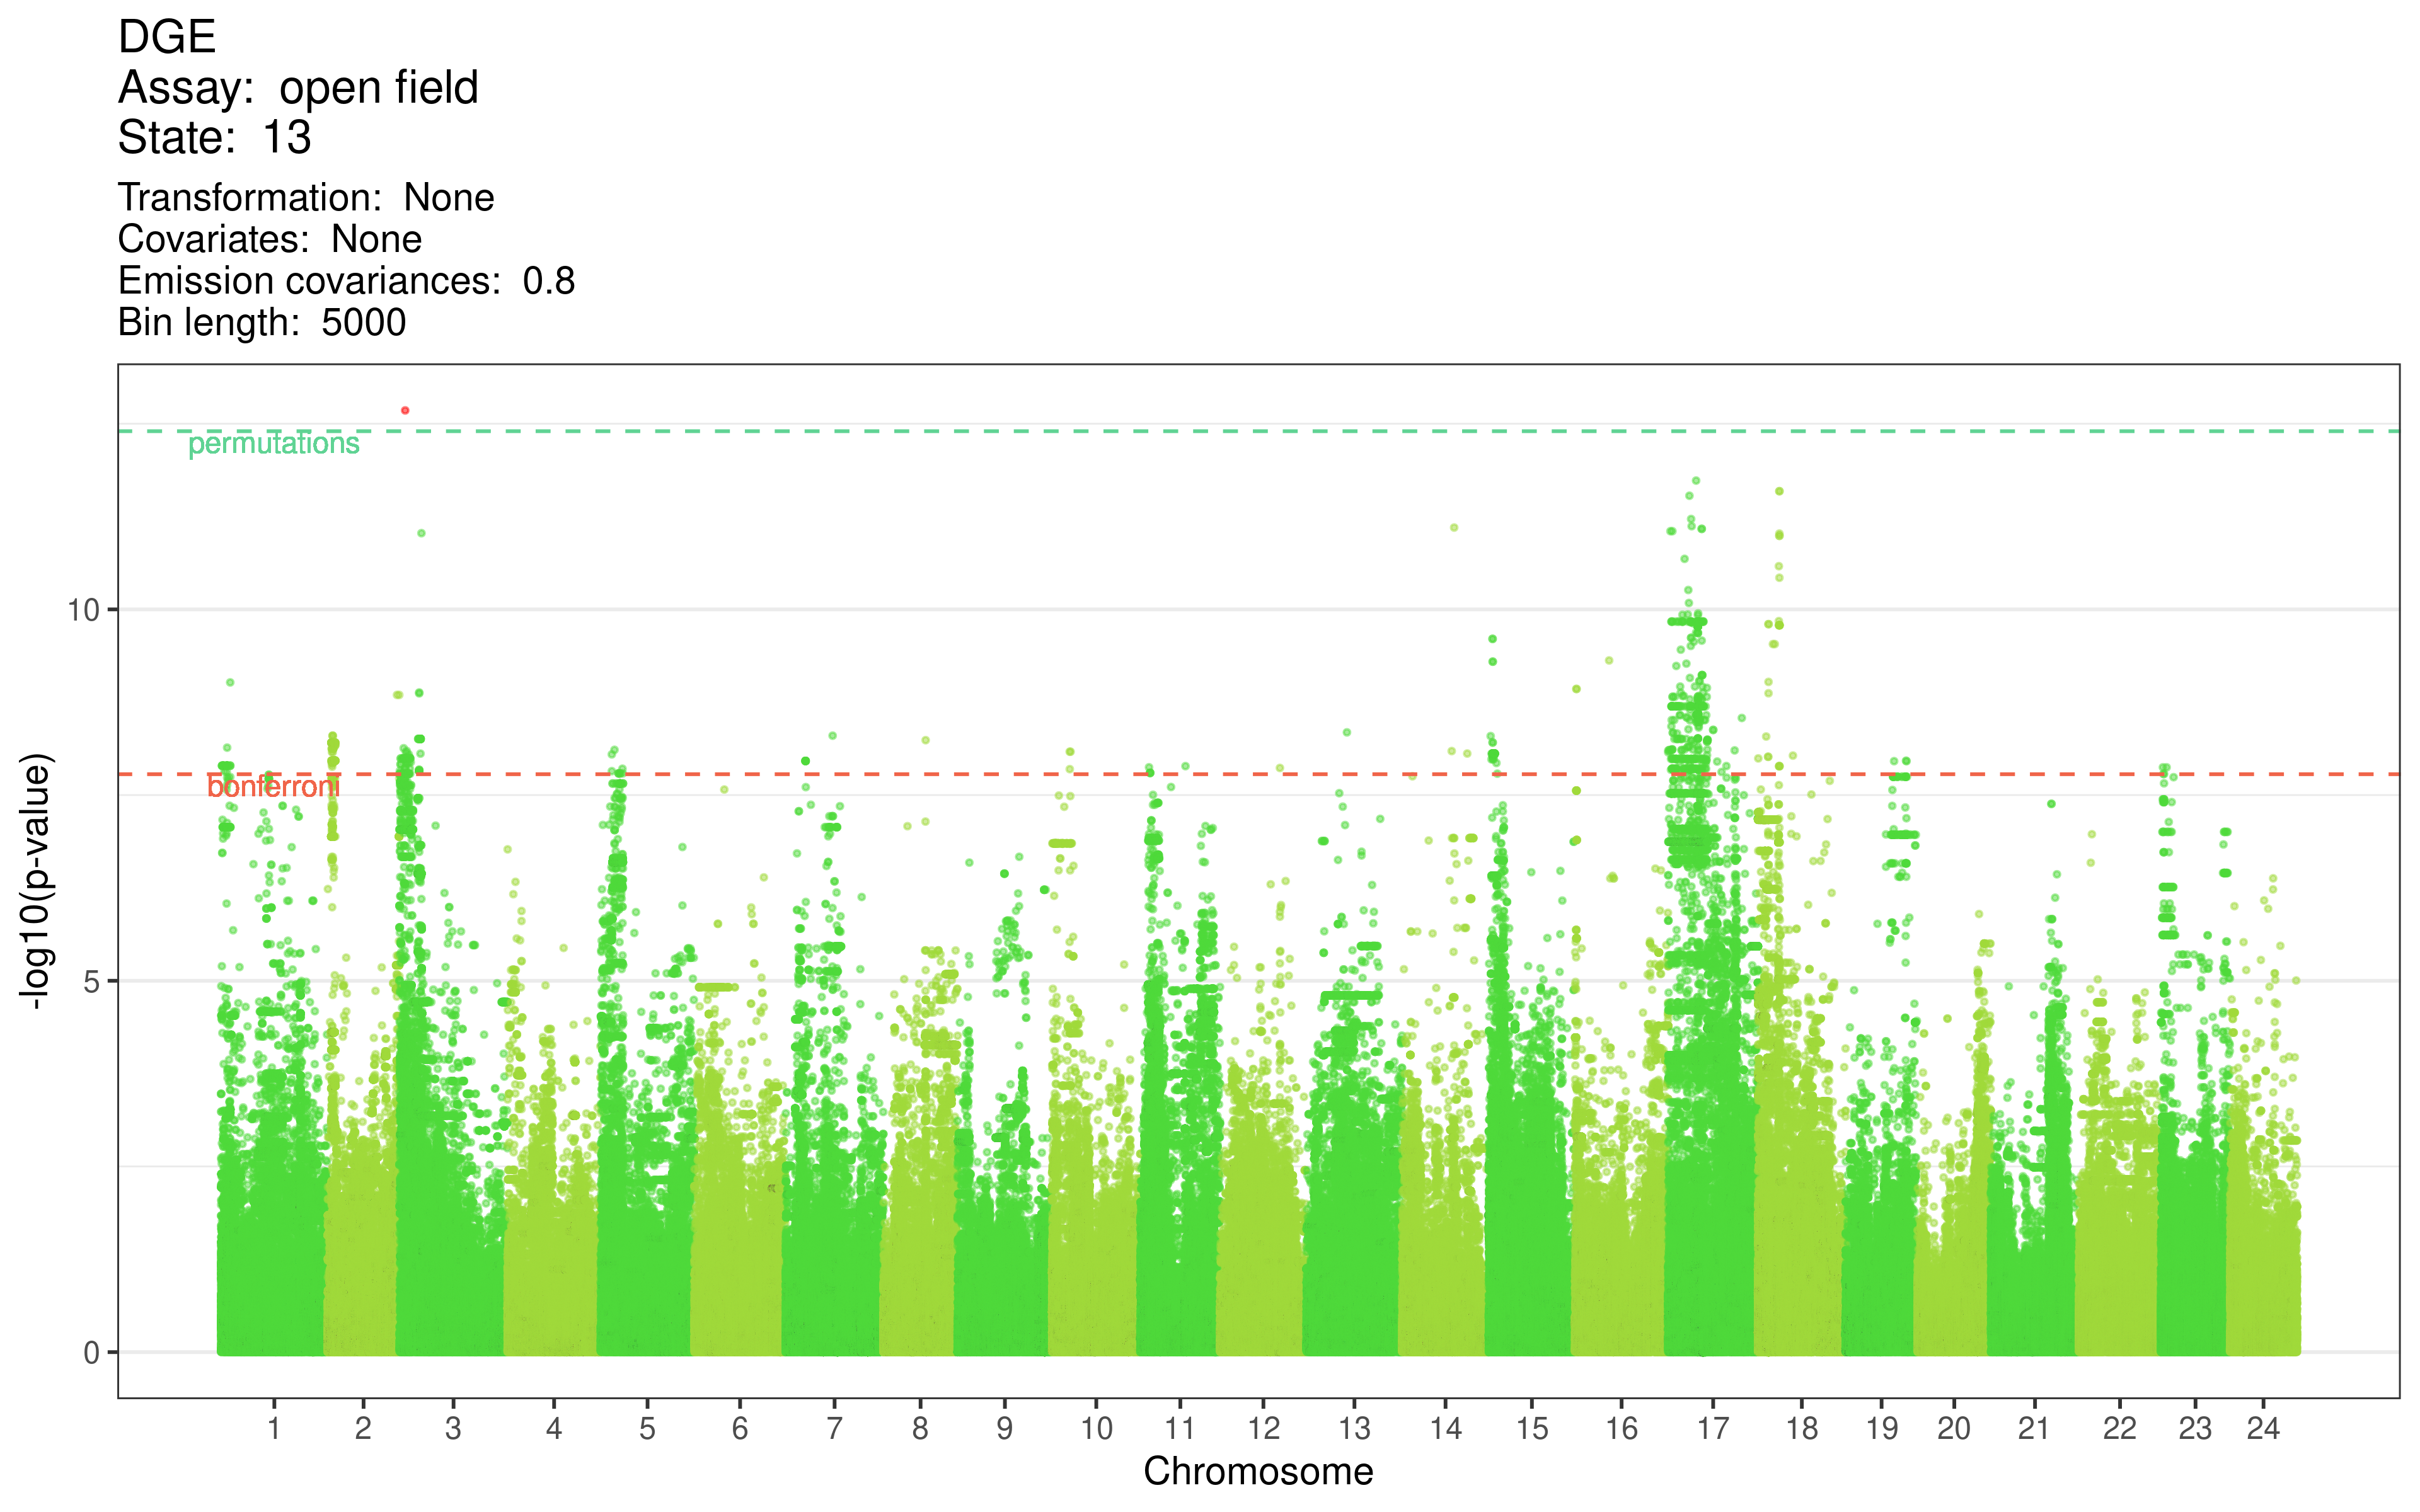 DGE
Assay: open field
State: 13
Transformation: None
Covariates: None
Emission covariances: 0.8
Bin length: 5000
permutations
10
-log10(p-value)
bonferroni
5
0
1 2 3 4 5 6 7 8 9 10 11 12 13 14 15 16 17 18 19 20 21 22 23 24
Chromosome